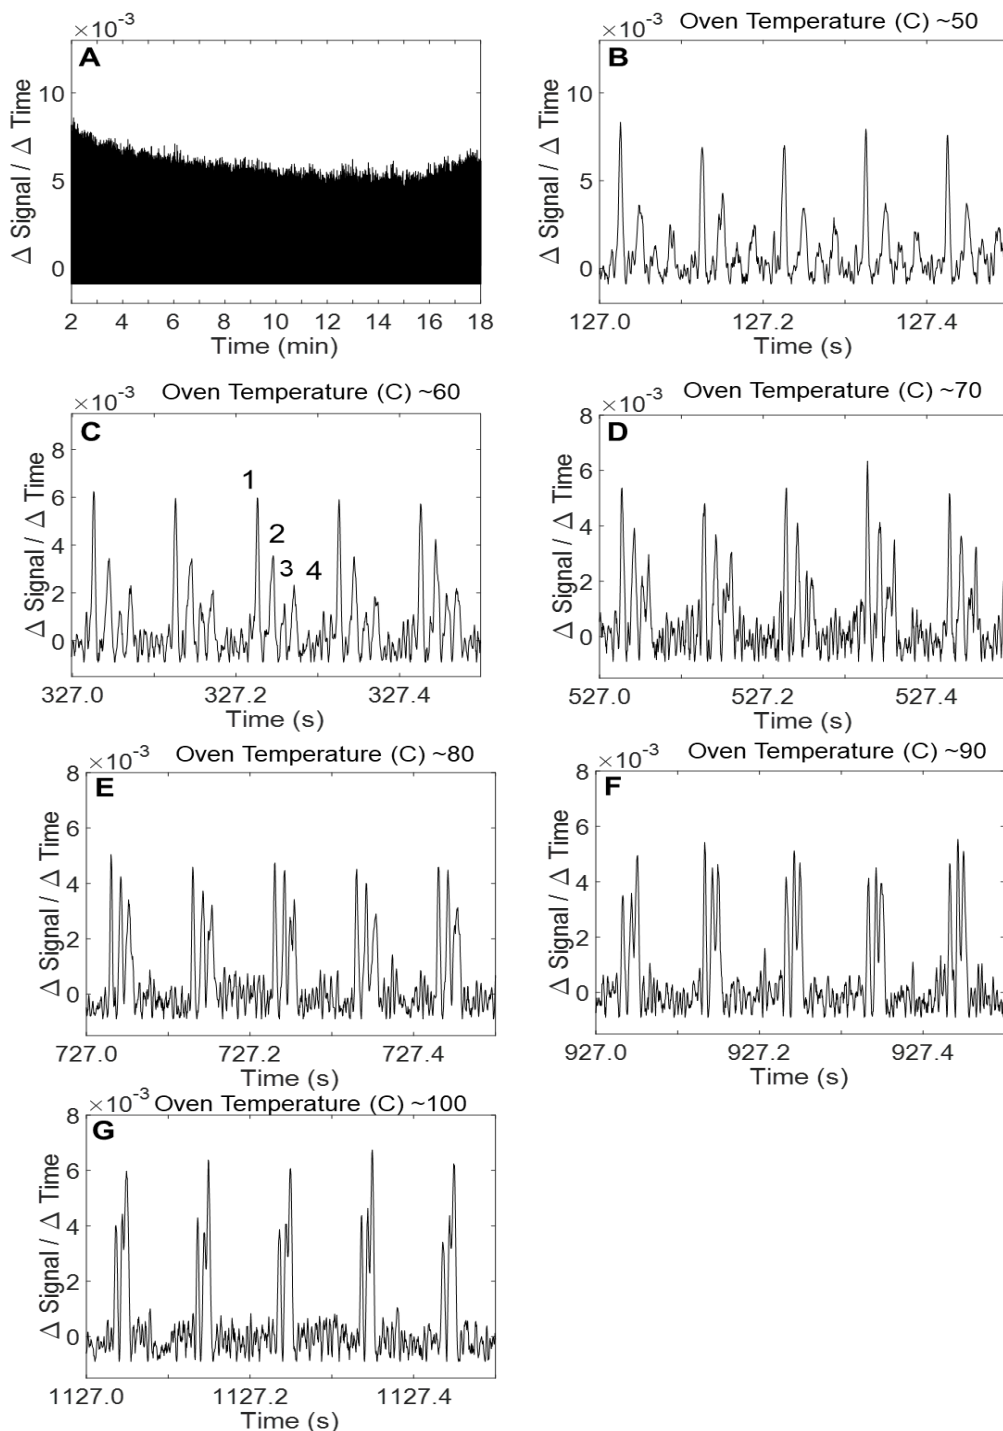 ×10⁻³
A
Δ Signal / Δ Time
10
5
0
2 4 6 8 10 12 14 16 18
Time (min)
×10⁻³ Oven Temperature (C) ~50
B
Δ Signal / Δ Time
10
5
0
127.0 127.2 127.4
Time (s)
×10⁻³ Oven Temperature (C) ~60
C
Δ Signal / Δ Time
8
6
4
2
0
1
2
3 4
327.0 327.2 327.4
Time (s)
×10⁻³ Oven Temperature (C) ~70
D
Δ Signal / Δ Time
8
6
4
2
0
527.0 527.2 527.4
Time (s)
×10⁻³ Oven Temperature (C) ~80
E
Δ Signal / Δ Time
8
6
4
2
0
727.0 727.2 727.4
Time (s)
×10⁻³ Oven Temperature (C) ~90
F
Δ Signal / Δ Time
8
6
4
2
0
927.0 927.2 927.4
Time (s)
×10⁻³ Oven Temperature (C) ~100
G
Δ Signal / Δ Time
8
6
4
2
0
1127.0 1127.2 1127.4
Time (s)